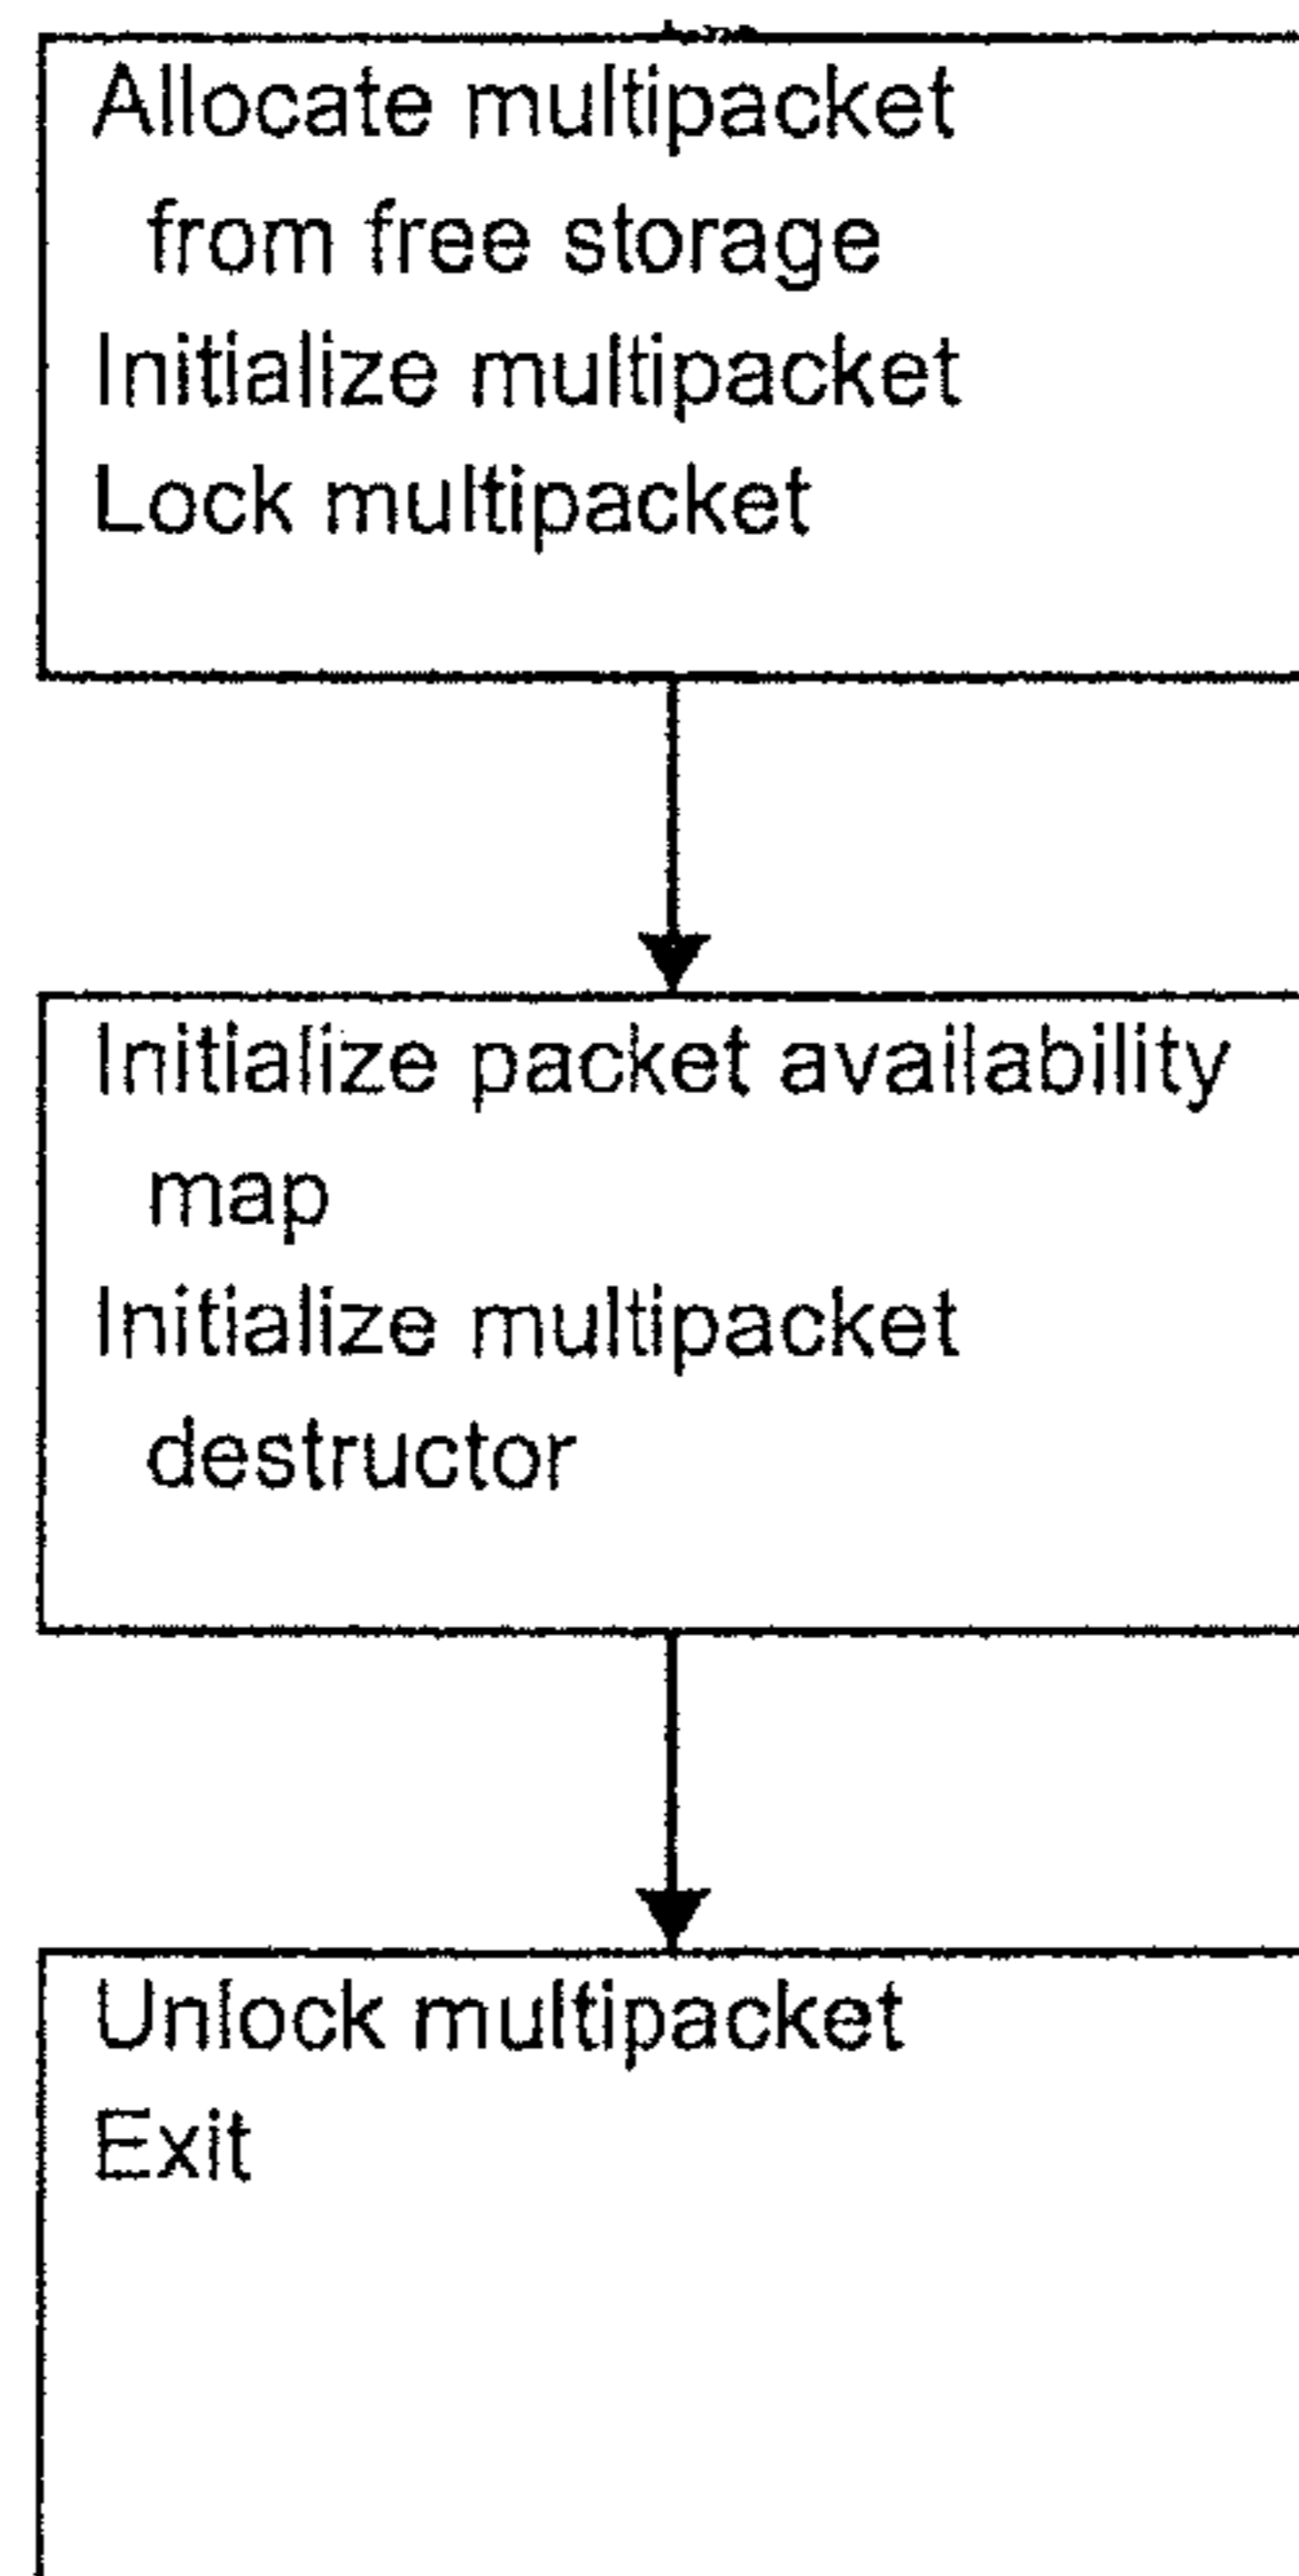 Allocate multipacket
from free storage
Initialize multipacket
Lock multipacket
Initialize packet availability
map
Initialize multipacket
destructor
Unlock multipacket
Exit